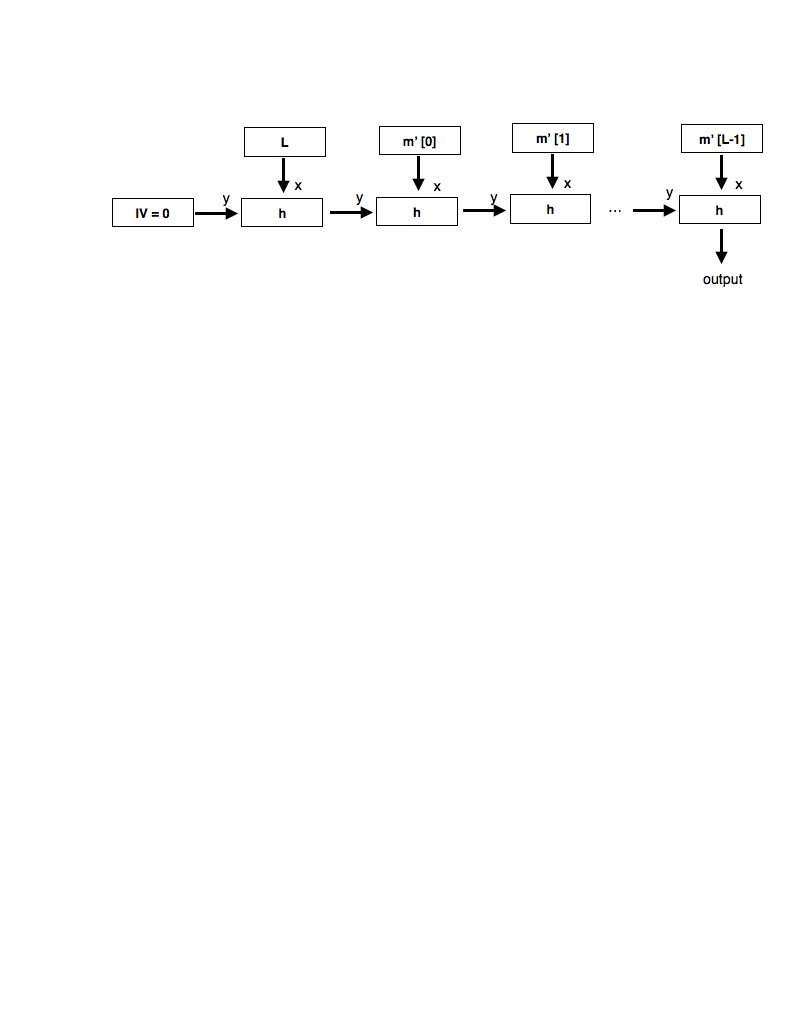 L
m' [0]
m' [1]
m' [L-1]
x
x
x
x
y
y
y
y
IV = 0
h
h
h
...
h
output